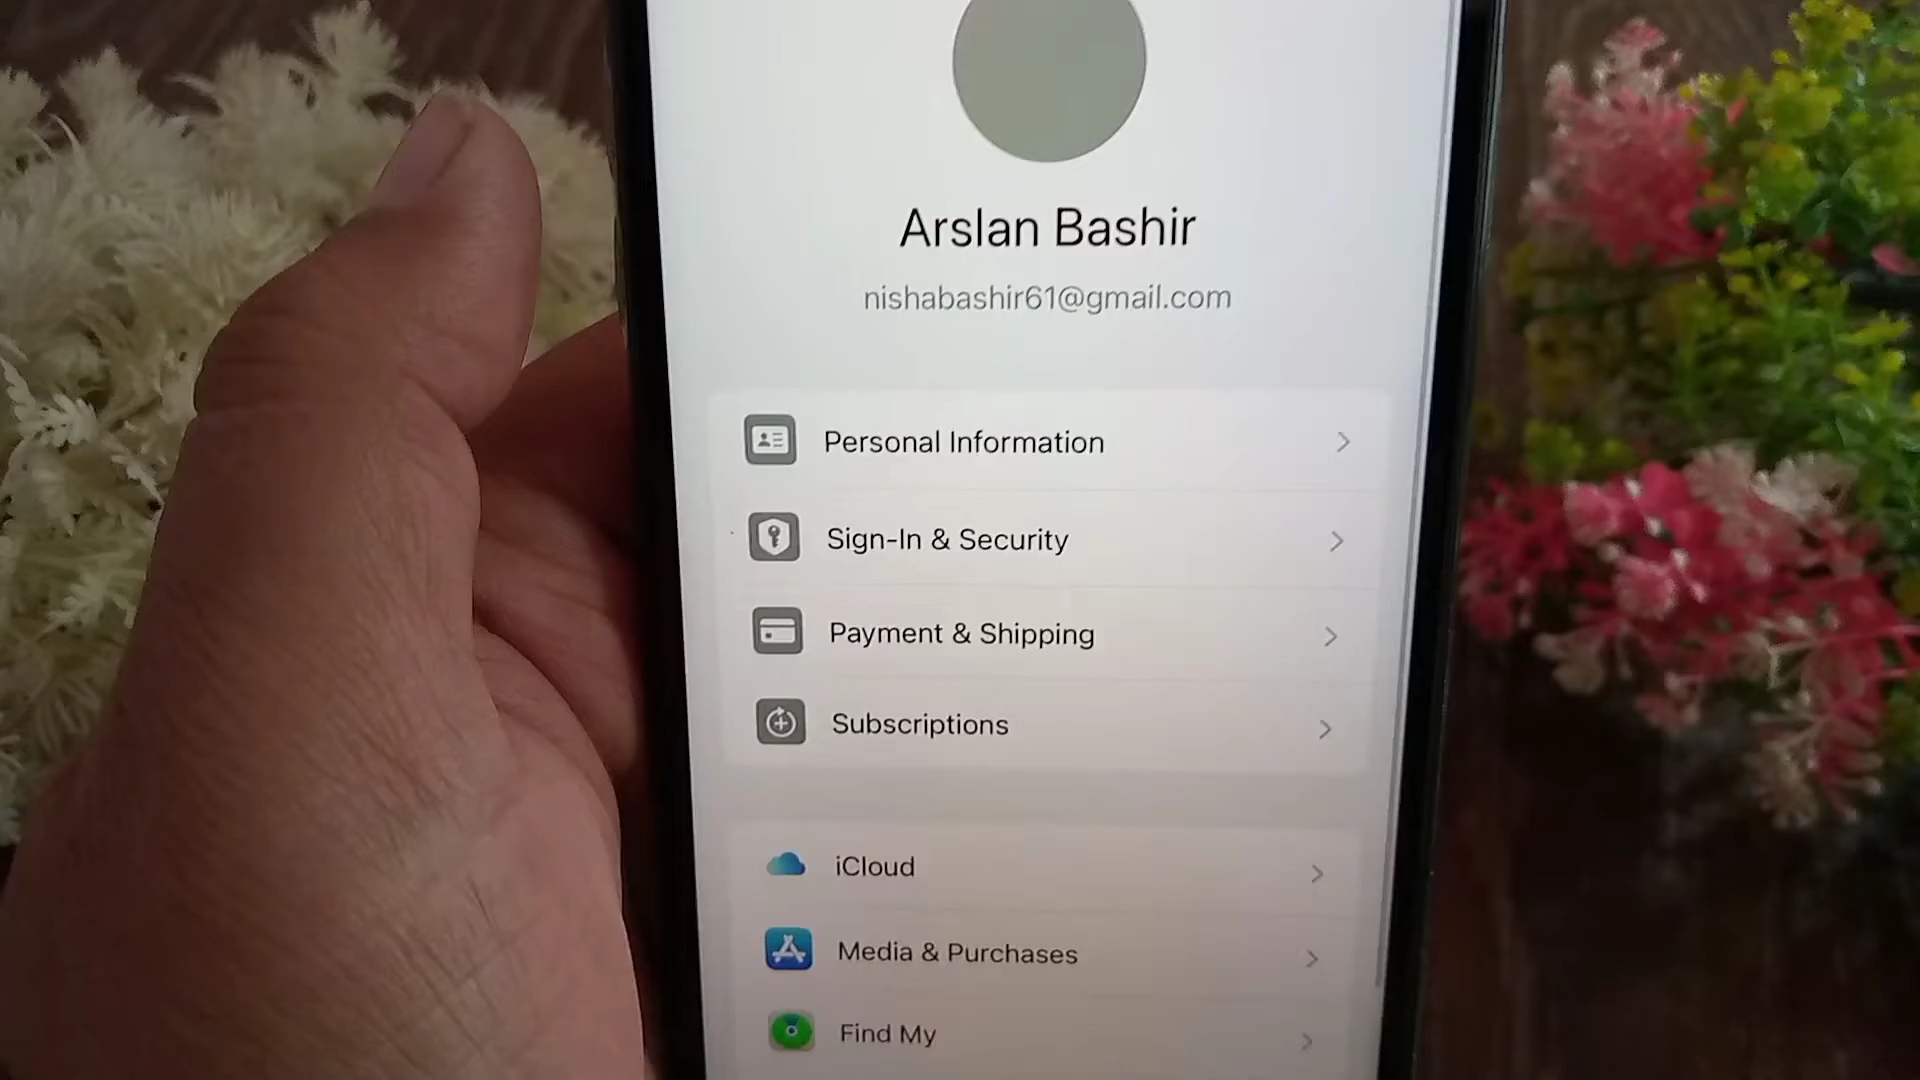 Arslan Bashir
nishabashir61@gmail.com
Personal Information
Sign-In & Security
Payment & Shipping
Subscriptions
iCloud
Media & Purchases
Find My